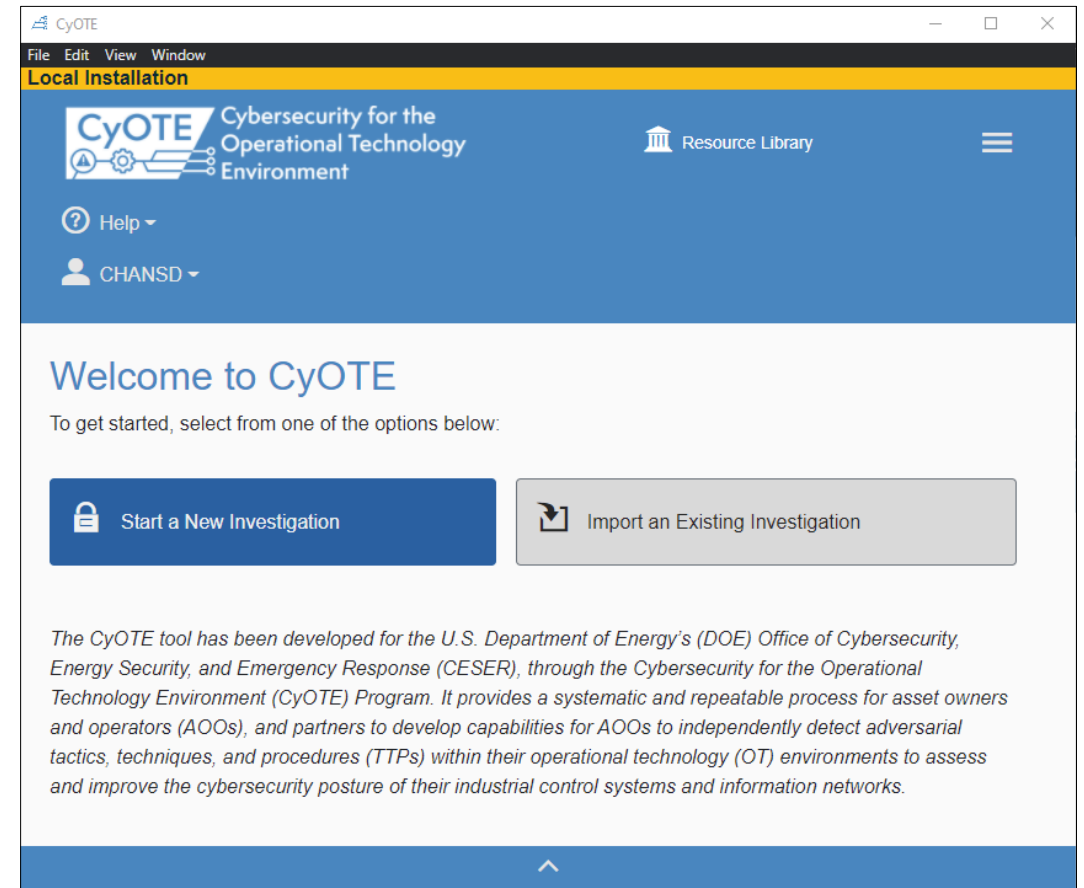 CyOTE
File Edit View Window
Local Installation
CyOTE
Cybersecurity for the
Operational Technology
Environment
Resource Library
Help
CHANSD
Welcome to CyOTE
To get started, select from one of the options below:
Start a New Investigation
Import an Existing Investigation
The CyOTE tool has been developed for the U.S. Department of Energy's (DOE) Office of Cybersecurity,
Energy Security, and Emergency Response (CESER), through the Cybersecurity for the Operational
Technology Environment (CyOTE) Program. It provides a systematic and repeatable process for asset owners
and operators (AOOs), and partners to develop capabilities for AOOs to independently detect adversarial
tactics, techniques, and procedures (TTPs) within their operational technology (OT) environments to assess
and improve the cybersecurity posture of their industrial control systems and information networks.